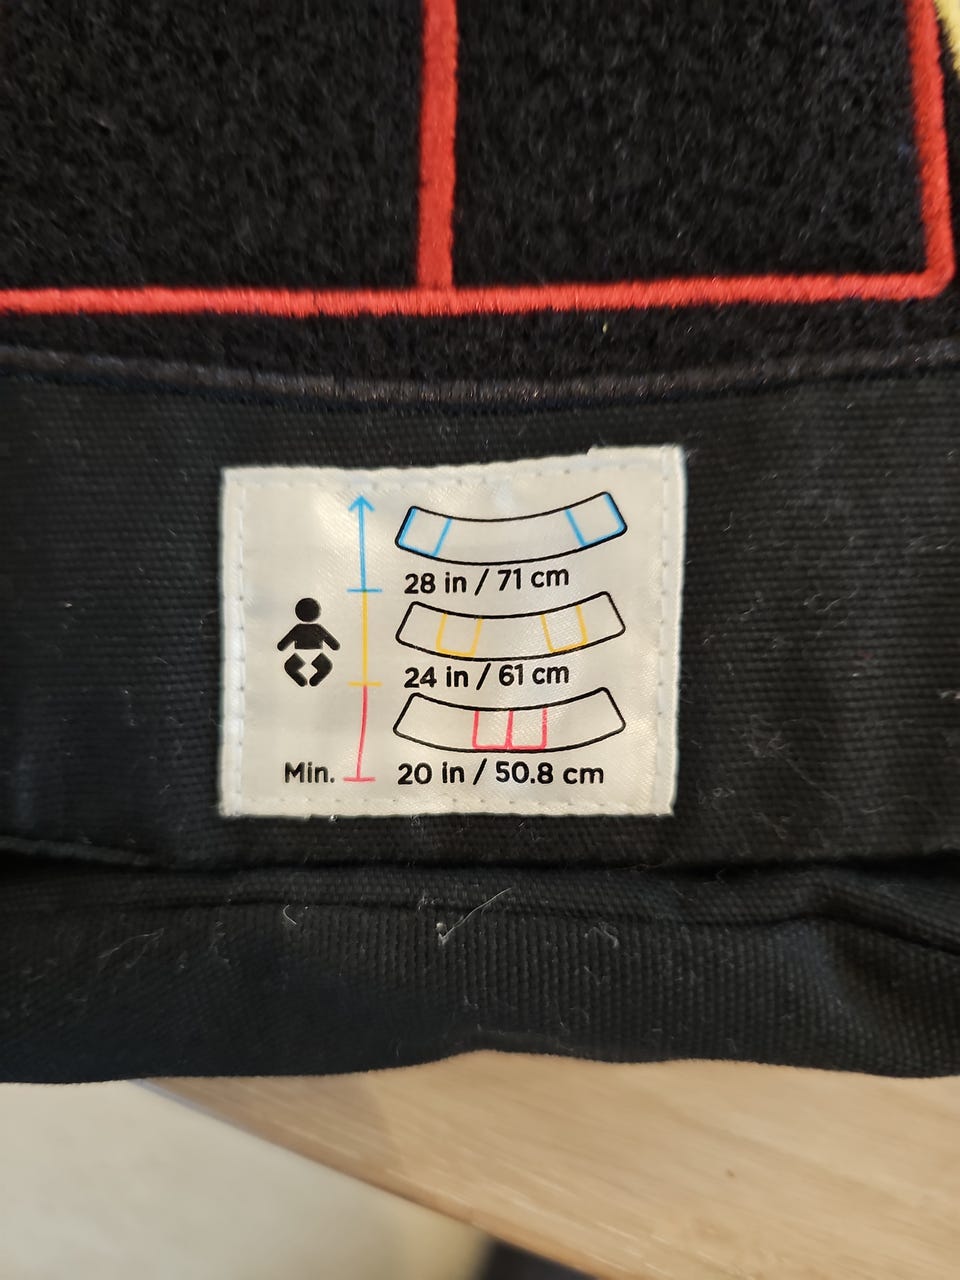 28 in / 71 cm
24 in / 61 cm
Min. 20 in / 50.8 cm